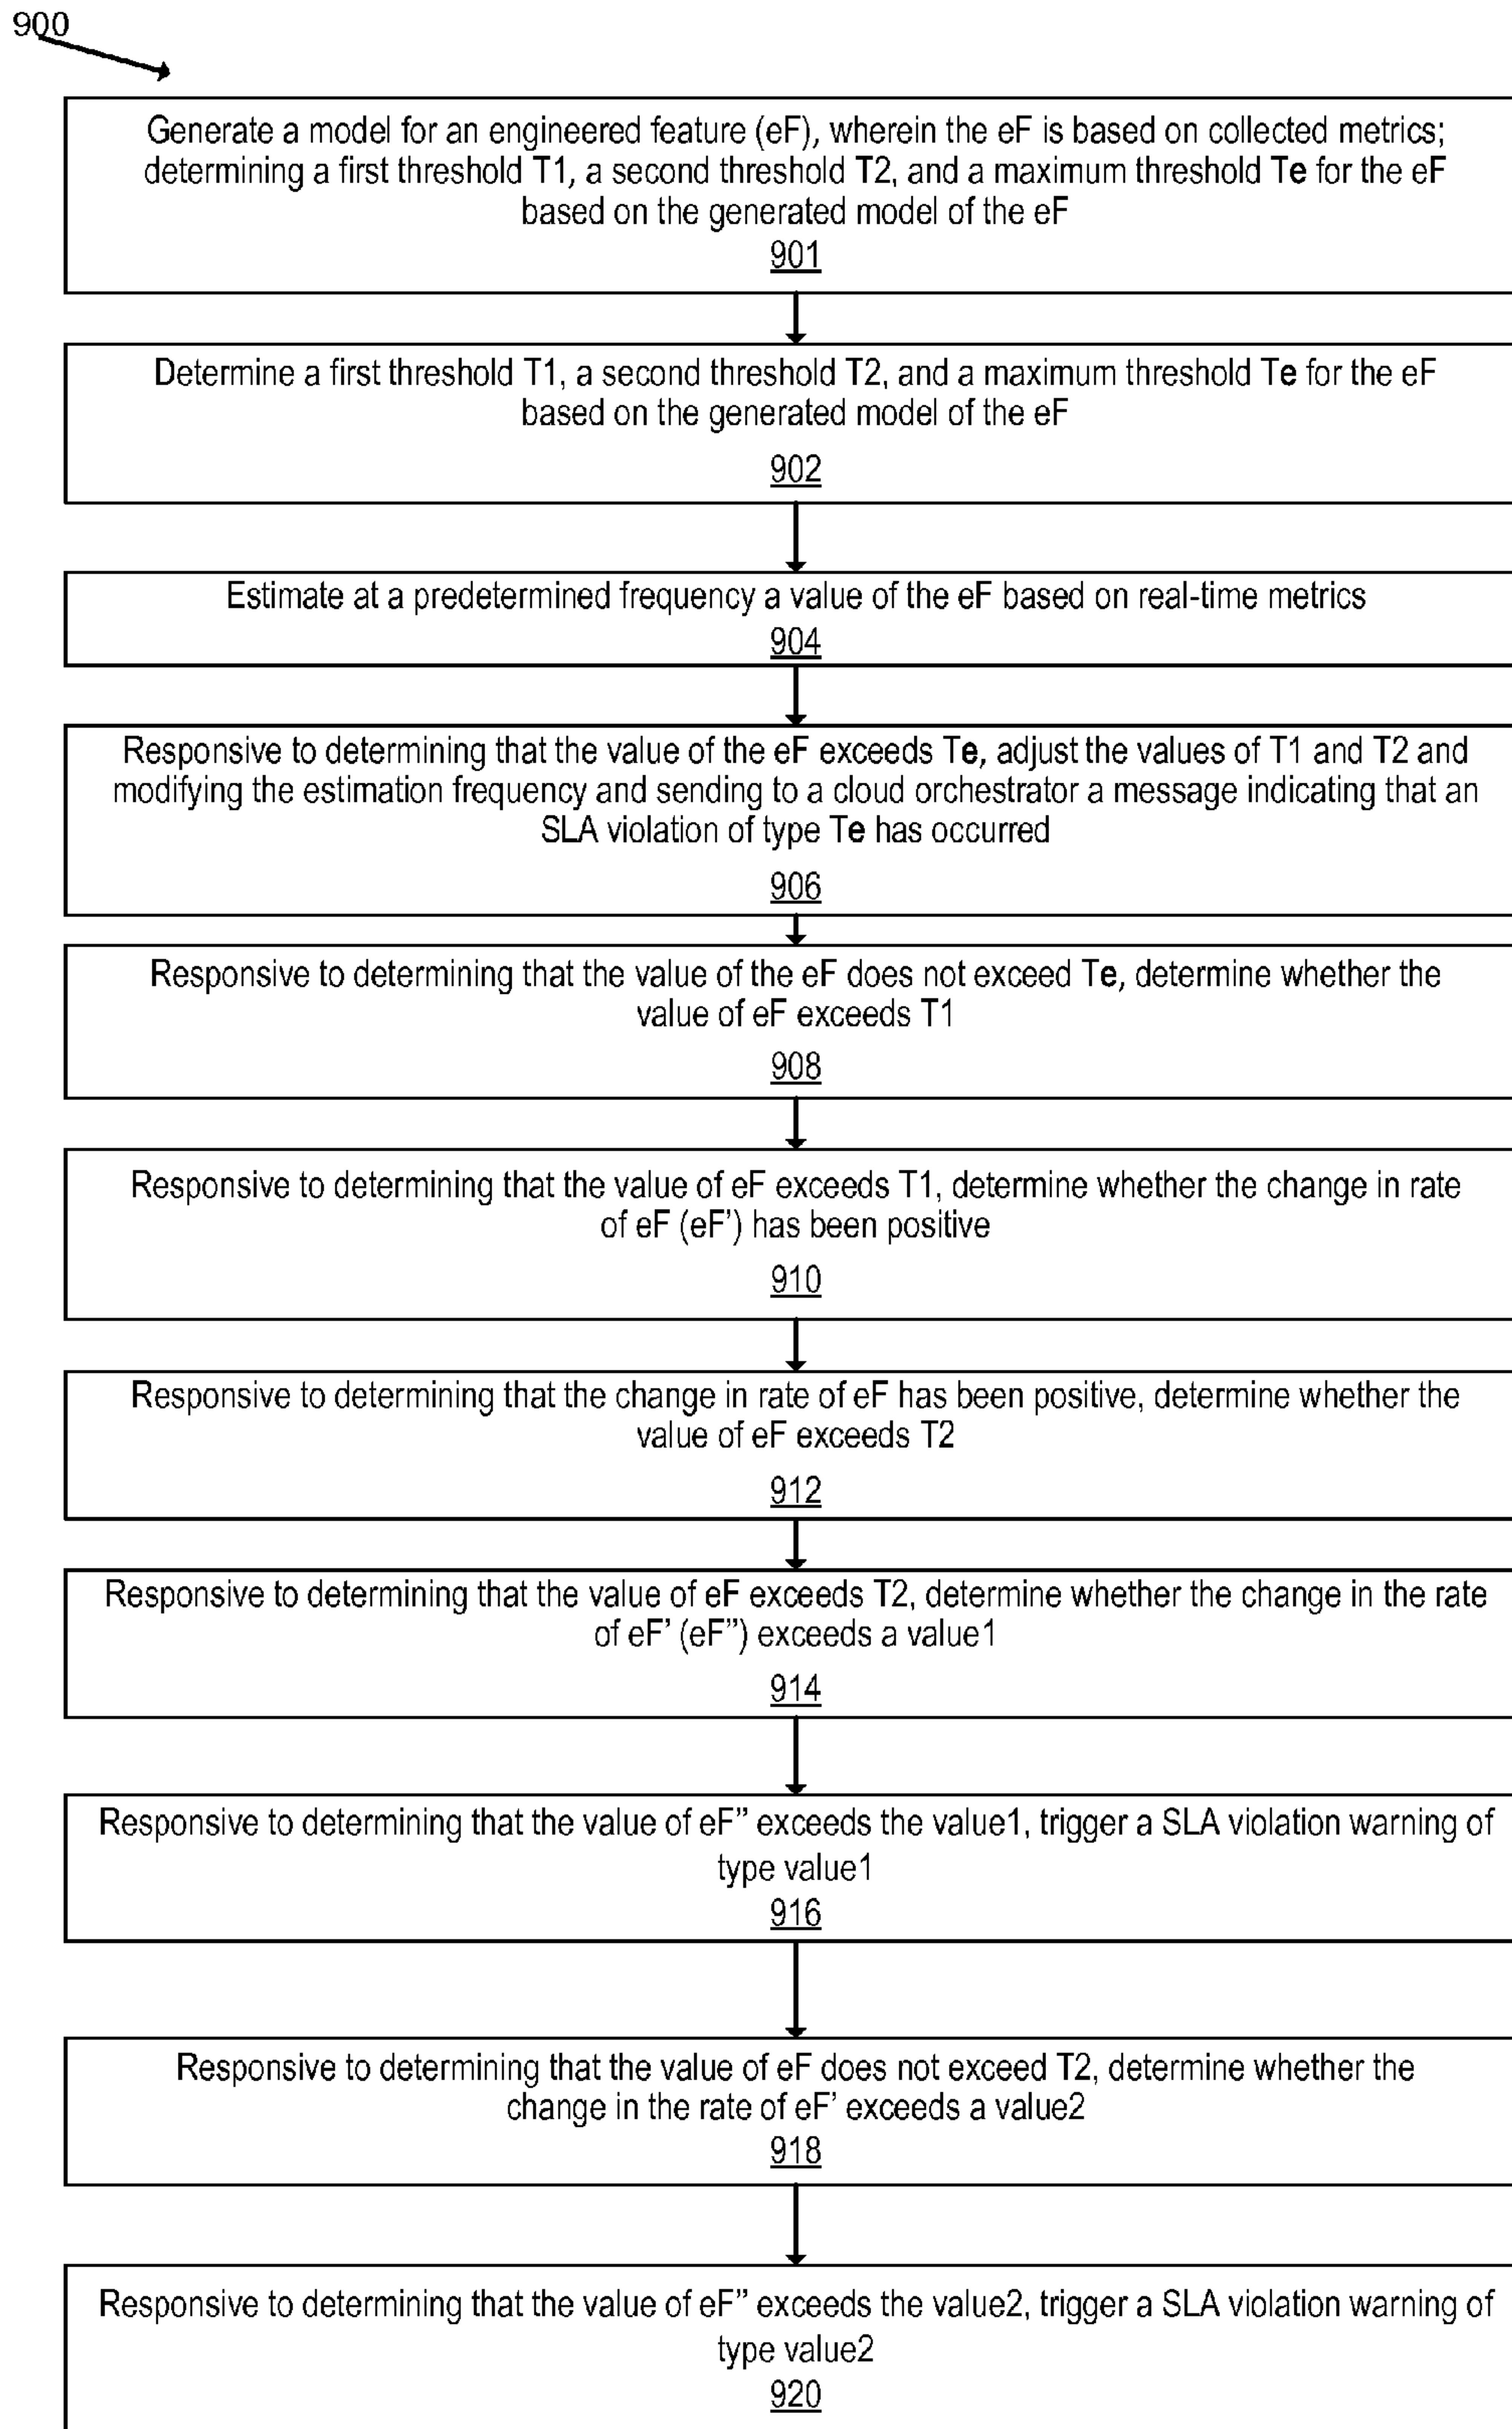 900
Generate a model for an engineered feature (eF), wherein the eF is based on collected metrics;
determining a first threshold T1, a second threshold T2, and a maximum threshold Te for the eF
based on the generated model of the eF
901
Determine a first threshold T1, a second threshold T2, and a maximum threshold Te for the eF
based on the generated model of the eF
902
Estimate at a predetermined frequency a value of the eF based on real-time metrics
904
Responsive to determining that the value of the eF exceeds Te, adjust the values of T1 and T2 and
modifying the estimation frequency and sending to a cloud orchestrator a message indicating that an
SLA violation of type Te has occurred
906
Responsive to determining that the value of the eF does not exceed Te, determine whether the
value of eF exceeds T1
908
Responsive to determining that the value of eF exceeds T1, determine whether the change in rate
of eF (eF’) has been positive
910
Responsive to determining that the change in rate of eF has been positive, determine whether the
value of eF exceeds T2
912
Responsive to determining that the value of eF exceeds T2, determine whether the change in the rate
of eF’ (eF”) exceeds a value1
914
Responsive to determining that the value of eF” exceeds the value1, trigger a SLA violation warning of
type value1
916
Responsive to determining that the value of eF does not exceed T2, determine whether the
change in the rate of eF’ exceeds a value2
918
Responsive to determining that the value of eF” exceeds the value2, trigger a SLA violation warning of
type value2
920